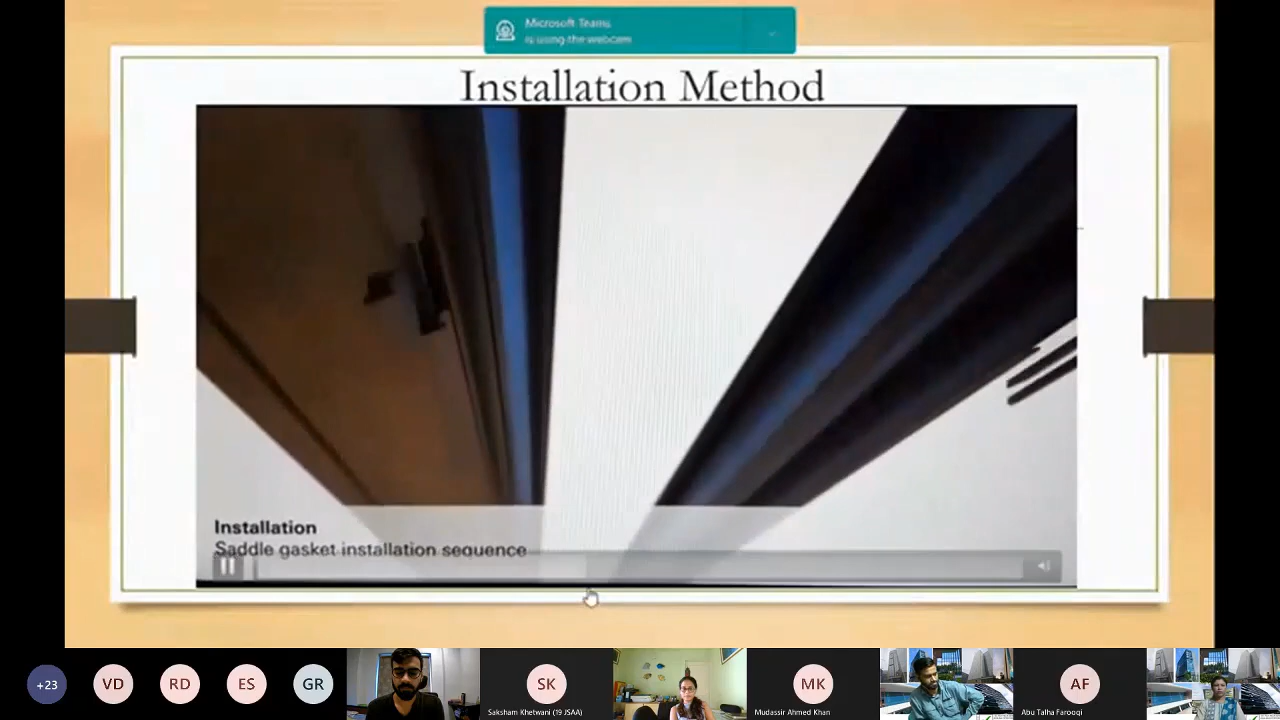 Microsoft Teams
is using the webcam
Installation Method
Installation
Saddle gasket installation sequence
+23
VD
RD
ES
GR
SK
Saksham Khetwani (19 JSAA)
MK
Mudassir Ahmed Khan
AF
Abu Talha Farooqi